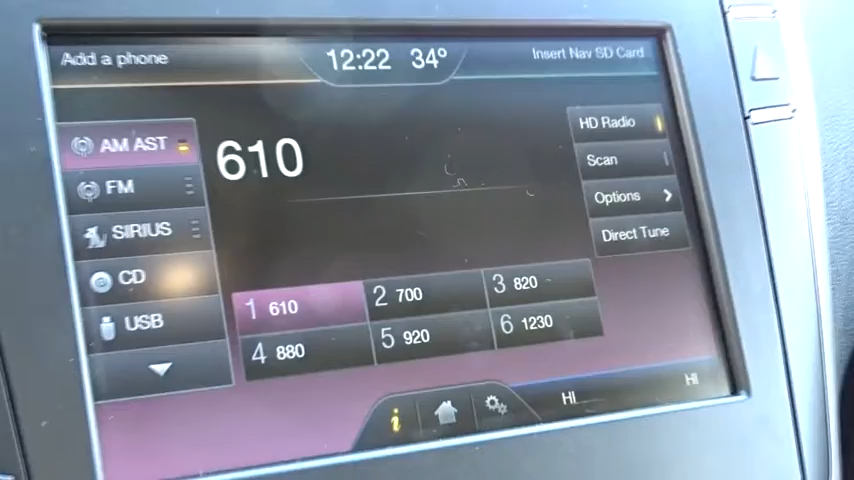 Add a phone 12:22 34° Insert Nav SD Card
AM AST
FM
SIRIUS
CD
USB
610
HD Radio
Scan
Options
Direct Tune
1 610 2 700 3 820
4 880 5 920 6 1230
i HI HI